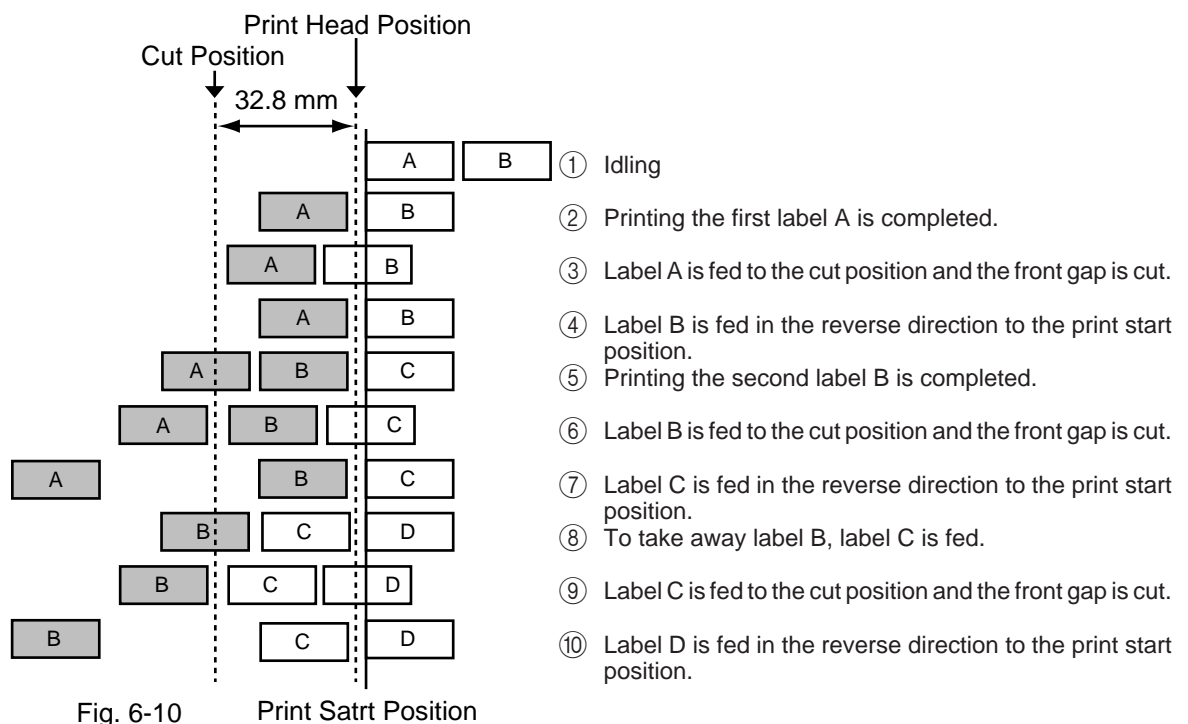 Print Head Position
Cut Position
32.8 mm
A B ① Idling
A B ② Printing the first label A is completed.
A B ③ Label A is fed to the cut position and the front gap is cut.
A B ④ Label B is fed in the reverse direction to the print start
position.
A B C ⑤ Printing the second label B is completed.
A B C ⑥ Label B is fed to the cut position and the front gap is cut.
A B C ⑦ Label C is fed in the reverse direction to the print start
position.
B C D ⑧ To take away label B, label C is fed.
B C D ⑨ Label C is fed to the cut position and the front gap is cut.
B C D ⑩ Label D is fed in the reverse direction to the print start
position.
Fig. 6-10 Print Satrt Position